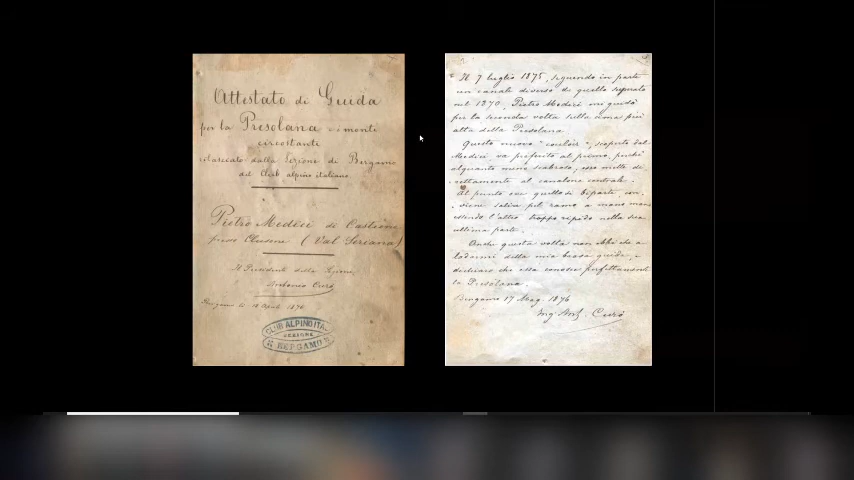 Attestato di Guida
per la Presolana e i monti
circostanti
rilasciato dalla Sezione di Bergamo
del Club alpino italiano
Pietro Medici di Castione
presso Clusone (Val Seriana)
Il Presidente della Sezione
Antonio Curò
Bergamo li 18 April 1876
CLUB ALPINO ITA
SEZIONE
BERGAMO
Il 7 luglio 1875, seguendo in parte
un canale diverso da quello superato
nel 1870, Pietro Medici mi guidò
per la seconda volta sulla cima più
alta della Presolana
Questo nuovo "couloir", scoperto dal
Medici va preferito al primo, perchè
alquanto meno scabroso, esso mette di
rettamente al canalone centrale.
Al punto ove quello si biparte, con
viene salire pel ramo a mano man
essendo l'altro troppo ripido nella sua
ultima parte.
Anche questa volta non ebbi che a
lodarmi della mia brava guida, e
dichiaro che essa conosce perfettamente
la Presolana.
Bergamo 17 Mag. 1876
Ing. Ant. Curò